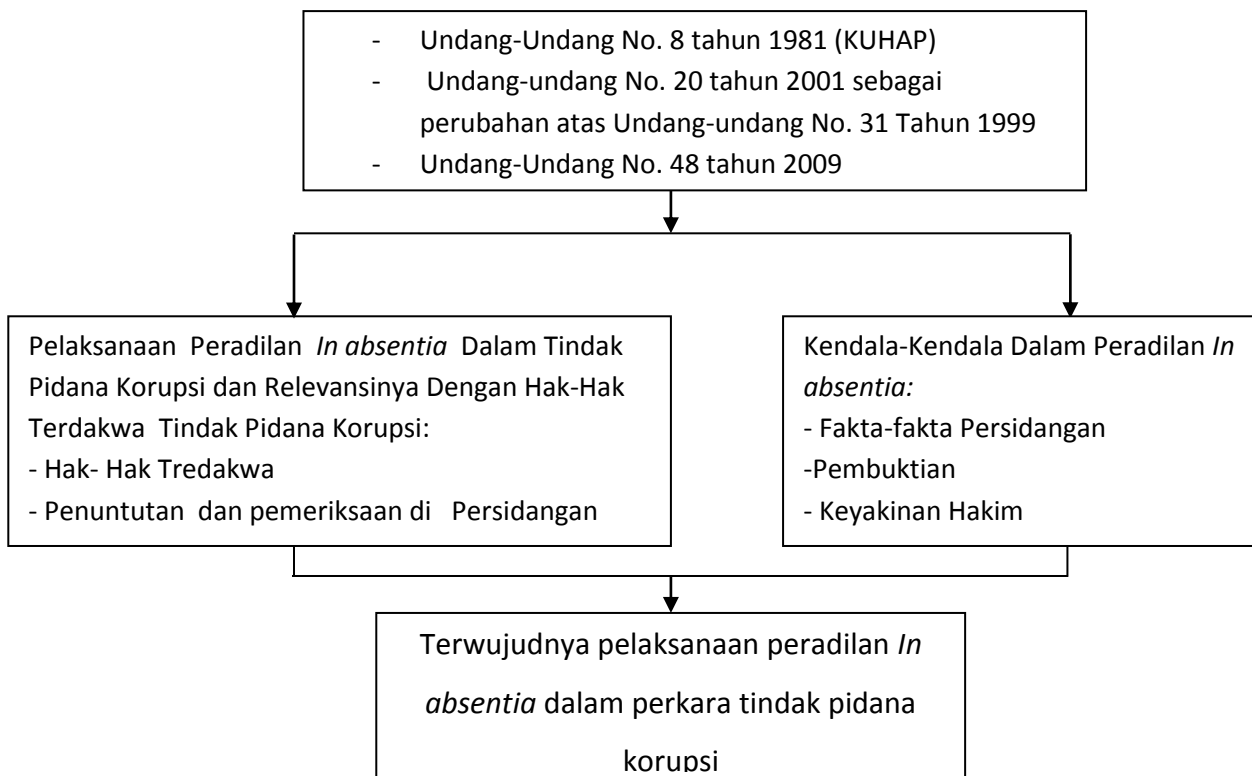 - Undang-Undang No. 8 tahun 1981 (KUHAP)
- Undang-undang No. 20 tahun 2001 sebagai
perubahan atas Undang-undang No. 31 Tahun 1999
- Undang-Undang No. 48 tahun 2009
Pelaksanaan Peradilan In absentia Dalam Tindak
Pidana Korupsi dan Relevansinya Dengan Hak-Hak
Terdakwa Tindak Pidana Korupsi:
- Hak- Hak Tredakwa
- Penuntutan dan pemeriksaan di Persidangan
Kendala-Kendala Dalam Peradilan In
absentia:
- Fakta-fakta Persidangan
-Pembuktian
- Keyakinan Hakim
Terwujudnya pelaksanaan peradilan In
absentia dalam perkara tindak pidana
korupsi